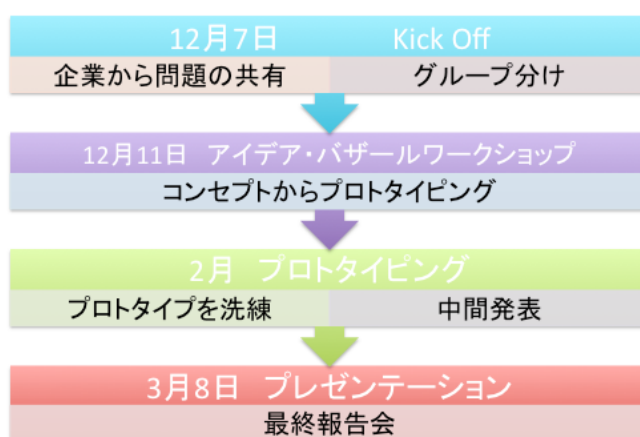 12月7日 Kick Off
企業から問題の共有 グループ分け
12月11日 アイデア・バザールワークショップ
コンセプトからプロトタイピング
2月 プロトタイピング
プロトタイプを洗練 中間発表
3月8日 プレゼンテーション
最終報告会